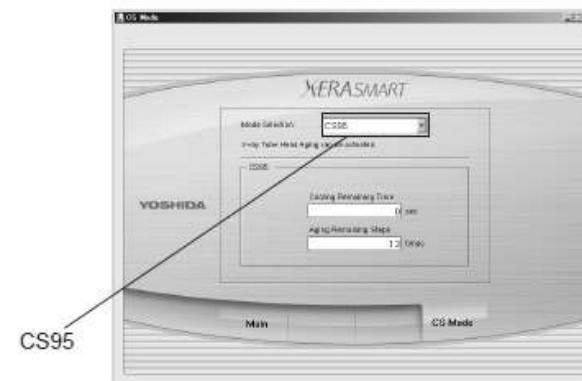 CS Mode
XERASMART
Mode Selection:
CS95
X-ray Tube Head Aging can be activated
CS95
YOSHIDA
Cooling Remaining Time
0 sec
Aging Remaining Steps
12 times
Main
CS Mode
CS95